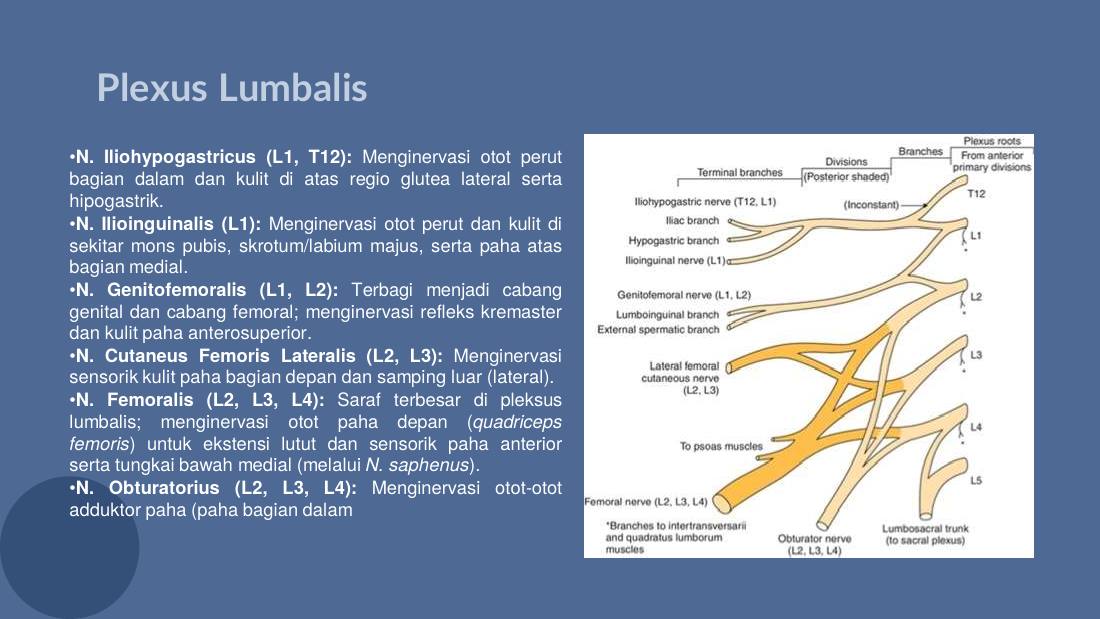 Plexus Lumbalis
•N. Iliohypogastricus (L1, T12): Menginervasi otot perut
bagian dalam dan kulit di atas regio glutea lateral serta
hipogastrik.
•N. Ilioinguinalis (L1): Menginervasi otot perut dan kulit di
sekitar mons pubis, skrotum/labium majus, serta paha atas
bagian medial.
•N. Genitofemoralis (L1, L2): Terbagi menjadi cabang
genital dan cabang femoral; menginervasi refleks kremaster
dan kulit paha anterosuperior.
•N. Cutaneus Femoris Lateralis (L2, L3): Menginervasi
sensorik kulit paha bagian depan dan samping luar (lateral).
•N. Femoralis (L2, L3, L4): Saraf terbesar di pleksus
lumbalis; menginervasi otot paha depan (quadriceps
femoris) untuk ekstensi lutut dan sensorik paha anterior
serta tungkai bawah medial (melalui N. saphenus).
•N. Obturatorius (L2, L3, L4): Menginervasi otot-otot
adduktor paha (paha bagian dalam
Plexus roots
From anterior
primary divisions
Branches
Divisions
(Posterior shaded)
Terminal branches
Iliohypogastric nerve (T12, L1)
(Inconstant)
T12
Iliac branch
Hypogastric branch
L1
Ilioinguinal nerve (L1)
Genitofemoral nerve (L1, L2)
L2
Lumboinguinal branch
External spermatic branch
L3
Lateral femoral
cutaneous nerve
(L2, L3)
L4
To psoas muscles
L5
Femoral nerve (L2, L3, L4)
*Branches to intertransversarii
and quadratus lumborum
muscles
Obturator nerve
(L2, L3, L4)
Lumbosacral trunk
(to sacral plexus)